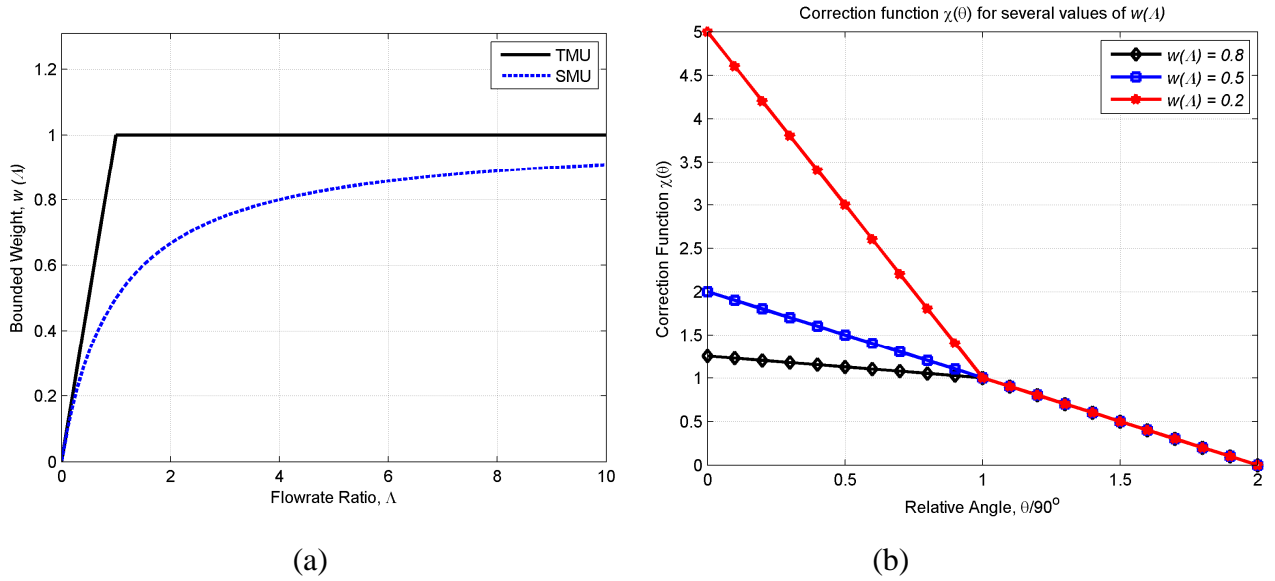 1.2
1
0.8
0.6
0.4
0.2
0
0 2 4 6 8 10
Bounded Weight, w (Λ)
Flowrate Ratio, Λ
TMU
SMU
(a)
Correction function χ(θ) for several values of w(Λ)
5
4.5
4
3.5
3
2.5
2
1.5
1
0.5
0
0 0.5 1 1.5 2
Correction Function χ(θ)
Relative Angle, θ/90°
w(Λ) = 0.8
w(Λ) = 0.5
w(Λ) = 0.2
(b)